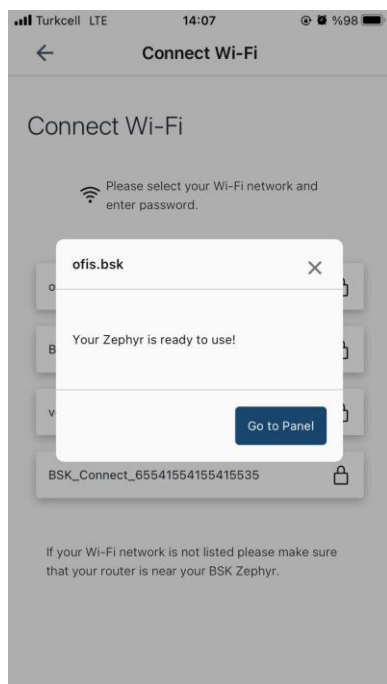 Turkcell LTE 14:07 %98
Connect Wi-Fi
Connect Wi-Fi
Please select your Wi-Fi network and
enter password.
ofis.bsk
Your Zephyr is ready to use!
Go to Panel
BSK_Connect_65541554155415535
If your Wi-Fi network is not listed please make sure
that your router is near your BSK Zephyr.